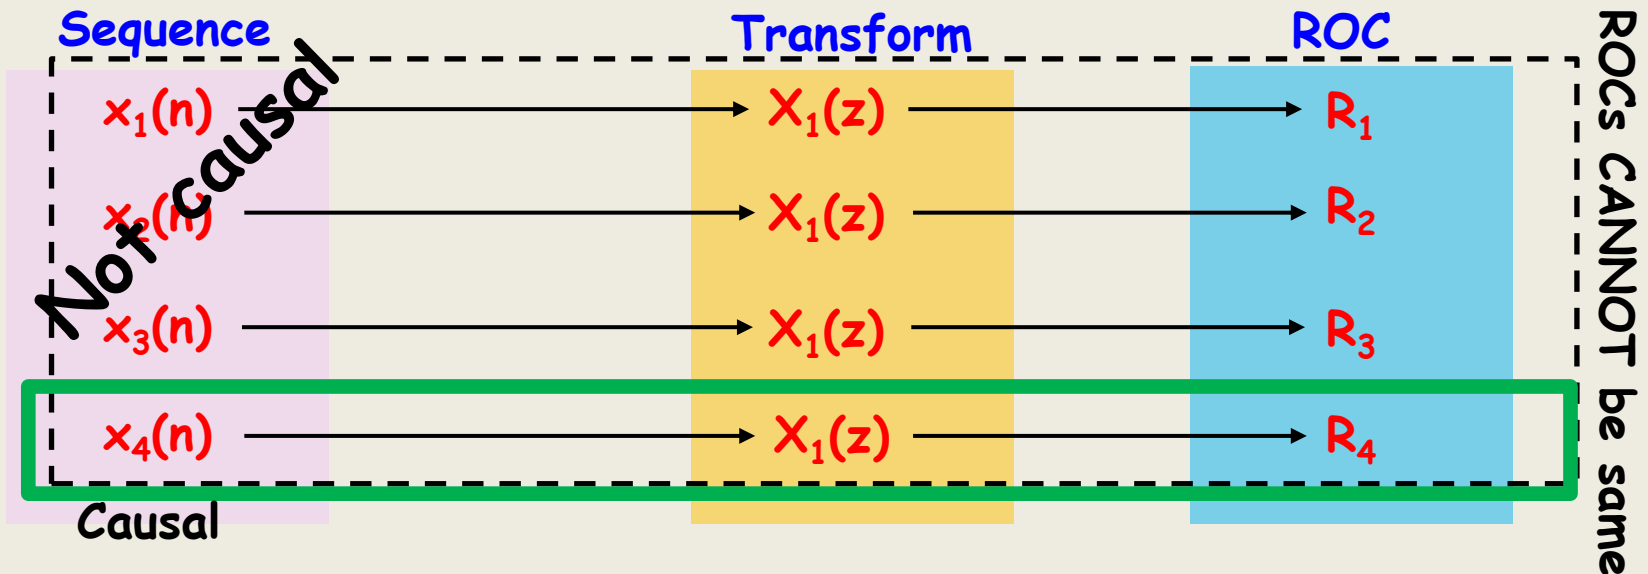 Sequence Transform ROC
x₁(n) X₁(z) R₁
x₂(n) X₁(z) R₂
x₃(n) X₁(z) R₃
x₄(n) X₁(z) R₄
Not causal
Causal
ROCs CANNOT be same